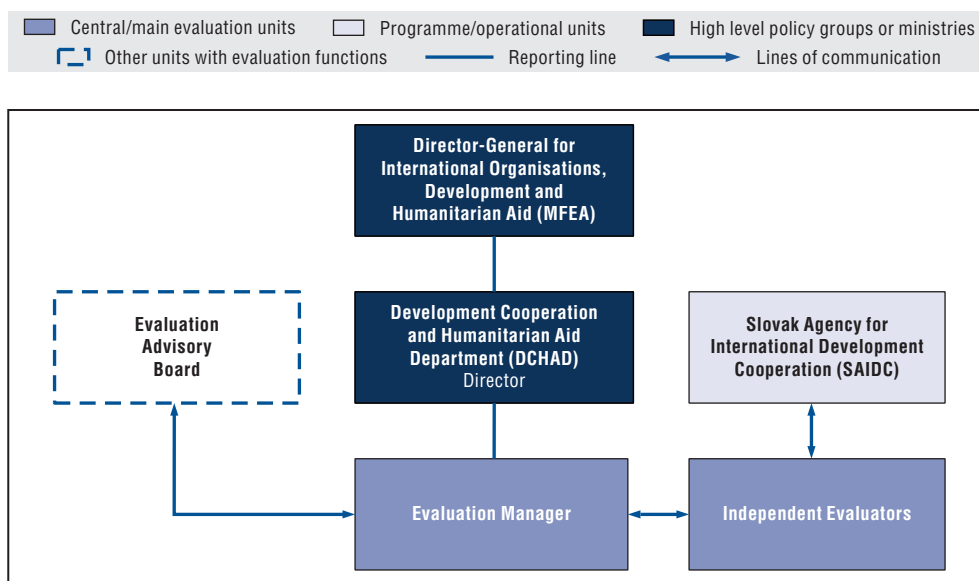 Central/main evaluation units
Programme/operational units
High level policy groups or ministries
Other units with evaluation functions
Reporting line
Lines of communication
Director-General for
International Organisations,
Development and
Humanitarian Aid (MFEA)
Evaluation
Advisory
Board
Development Cooperation
and Humanitarian Aid
Department (DCHAD)
Director
Slovak Agency for
International Development
Cooperation (SAIDC)
Evaluation Manager
Independent Evaluators